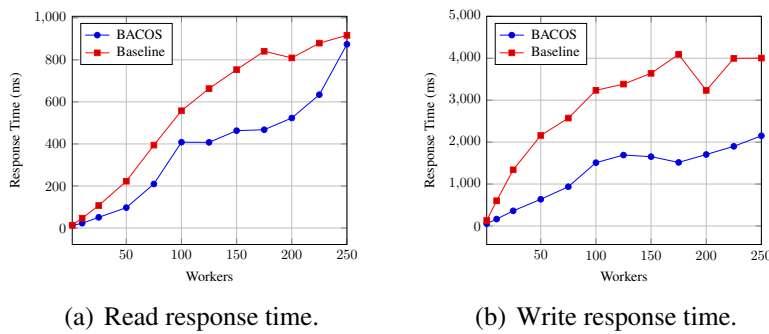 1,000
800
600
400
200
0
Response Time (ms)
BACOS
Baseline
50
100
150
200
250
Workers
(a) Read response time.
5,000
4,000
3,000
2,000
1,000
0
Response Time (ms)
BACOS
Baseline
50
100
150
200
250
Workers
(b) Write response time.